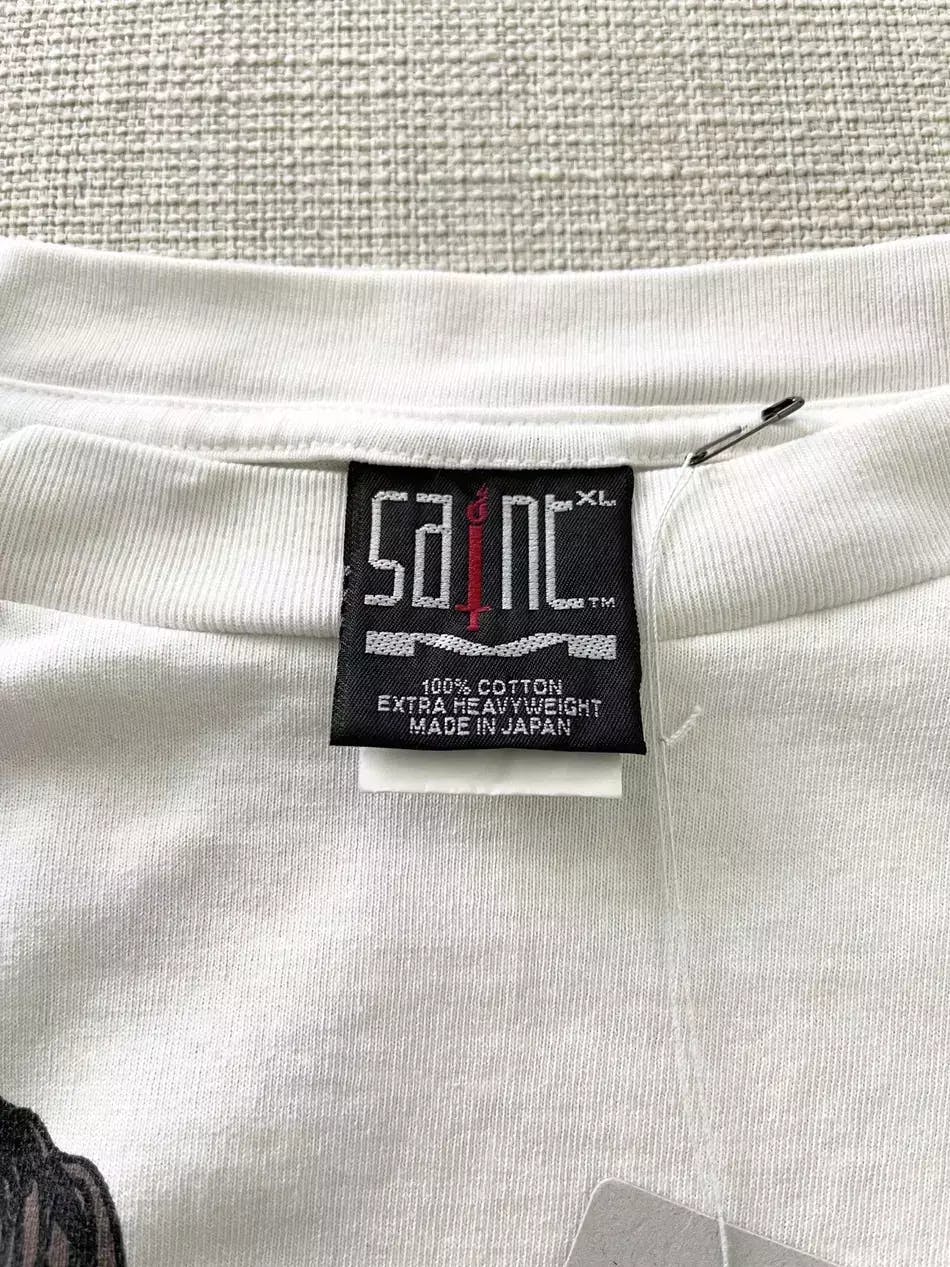 saint XL
TM
100% COTTON
EXTRA HEAVYWEIGHT
MADE IN JAPAN